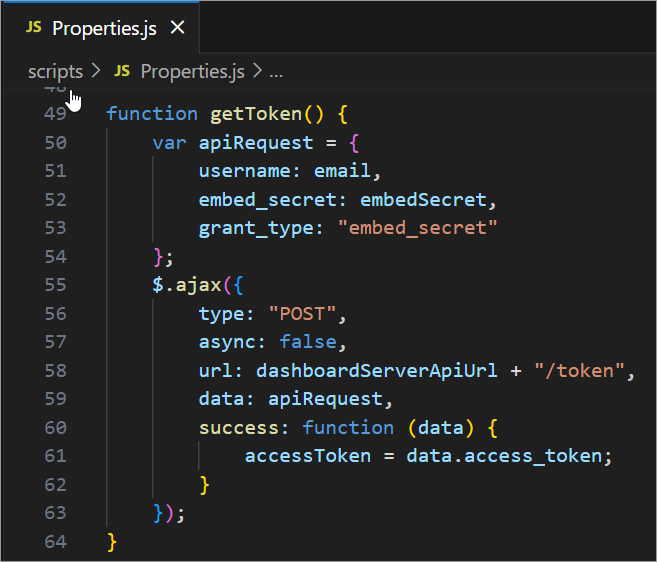 JS Properties.js ×
scripts > JS Properties.js > ...
48
49 function getToken() {
50     var apiRequest = {
51         username: email,
52         embed_secret: embedSecret,
53         grant_type: "embed_secret"
54     };
55     $.ajax({
56         type: "POST",
57         async: false,
58         url: dashboardServerApiUrl + "/token",
59         data: apiRequest,
60         success: function (data) {
61             accessToken = data.access_token;
62         }
63     });
64 }